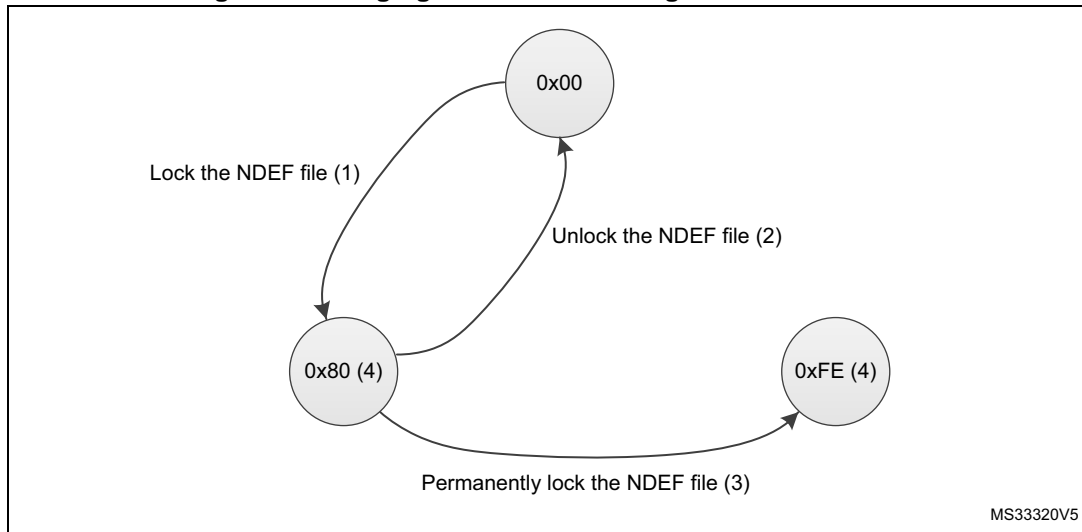 0x00
Lock the NDEF file (1)
Unlock the NDEF file (2)
0x80 (4)
0xFE (4)
Permanently lock the NDEF file (3)
MS33320V5